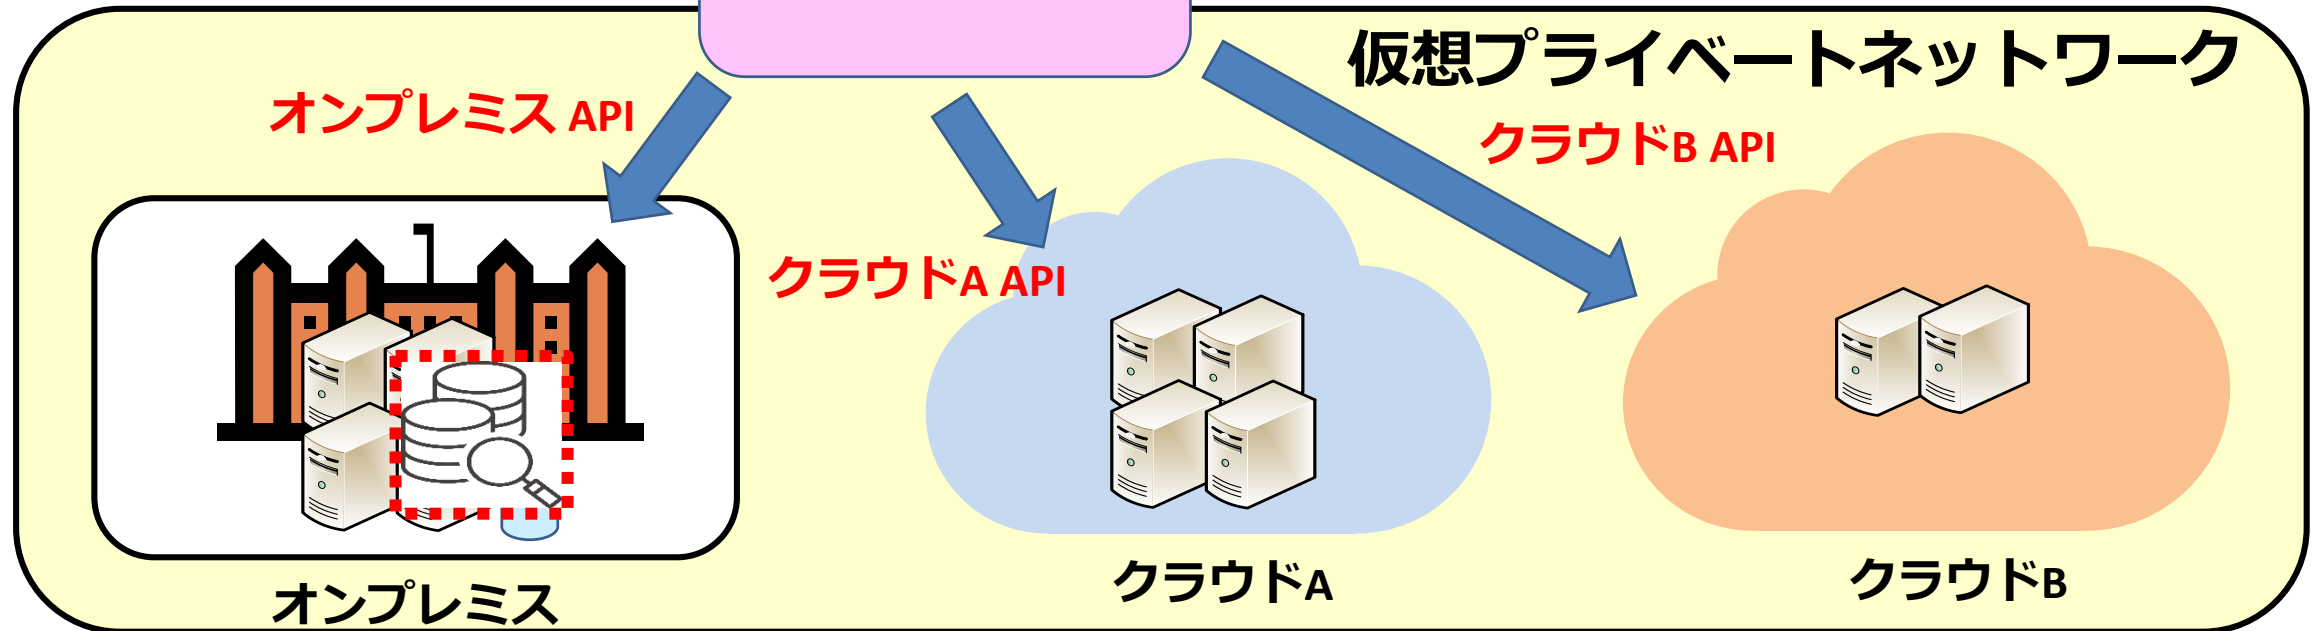 仮想プライベートネットワーク
オンプレミス API
クラウドB API
クラウドA API
オンプレミス
クラウドA
クラウドB